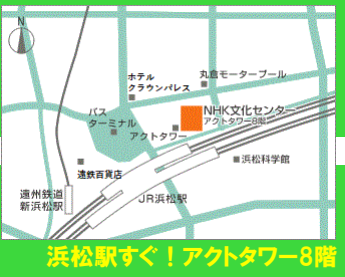 N
ホテル
クラウンパレス
丸倉モータープール
バス
ターミナル
NHK文化センター
アクトタワー8階
アクトタワー
遠鉄百貨店
浜松科学館
遠州鉄道
新浜松駅
JR浜松駅
浜松駅すぐ！アクトタワー8階